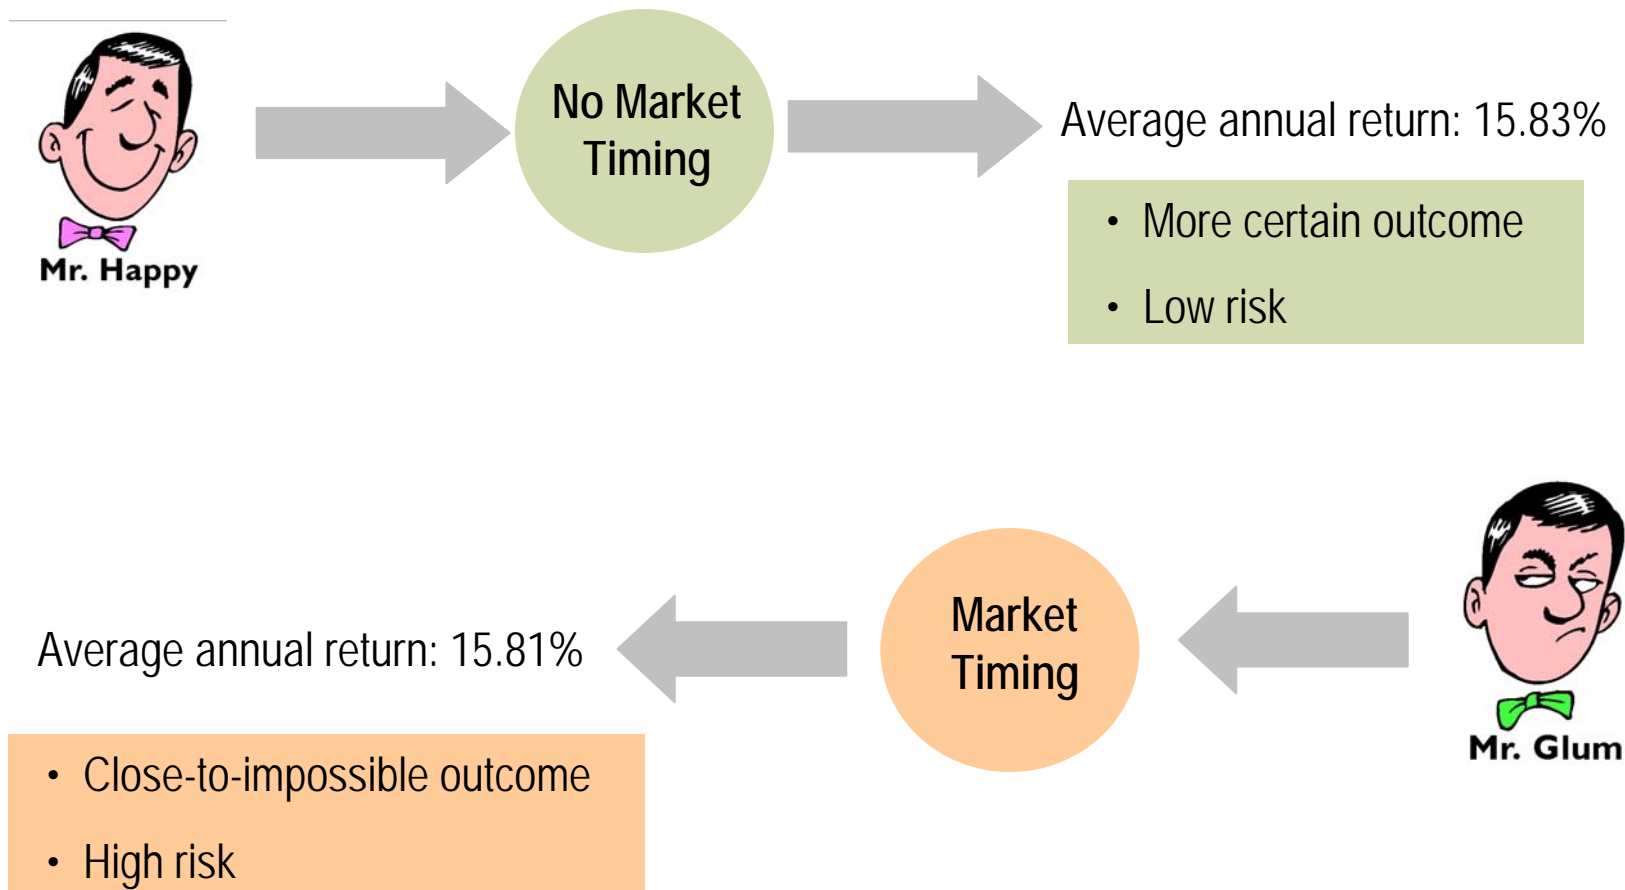 No Market
Timing
Average annual return: 15.83%
• More certain outcome
• Low risk
Mr. Happy
Market
Timing
Average annual return: 15.81%
• Close-to-impossible outcome
• High risk
Mr. Glum